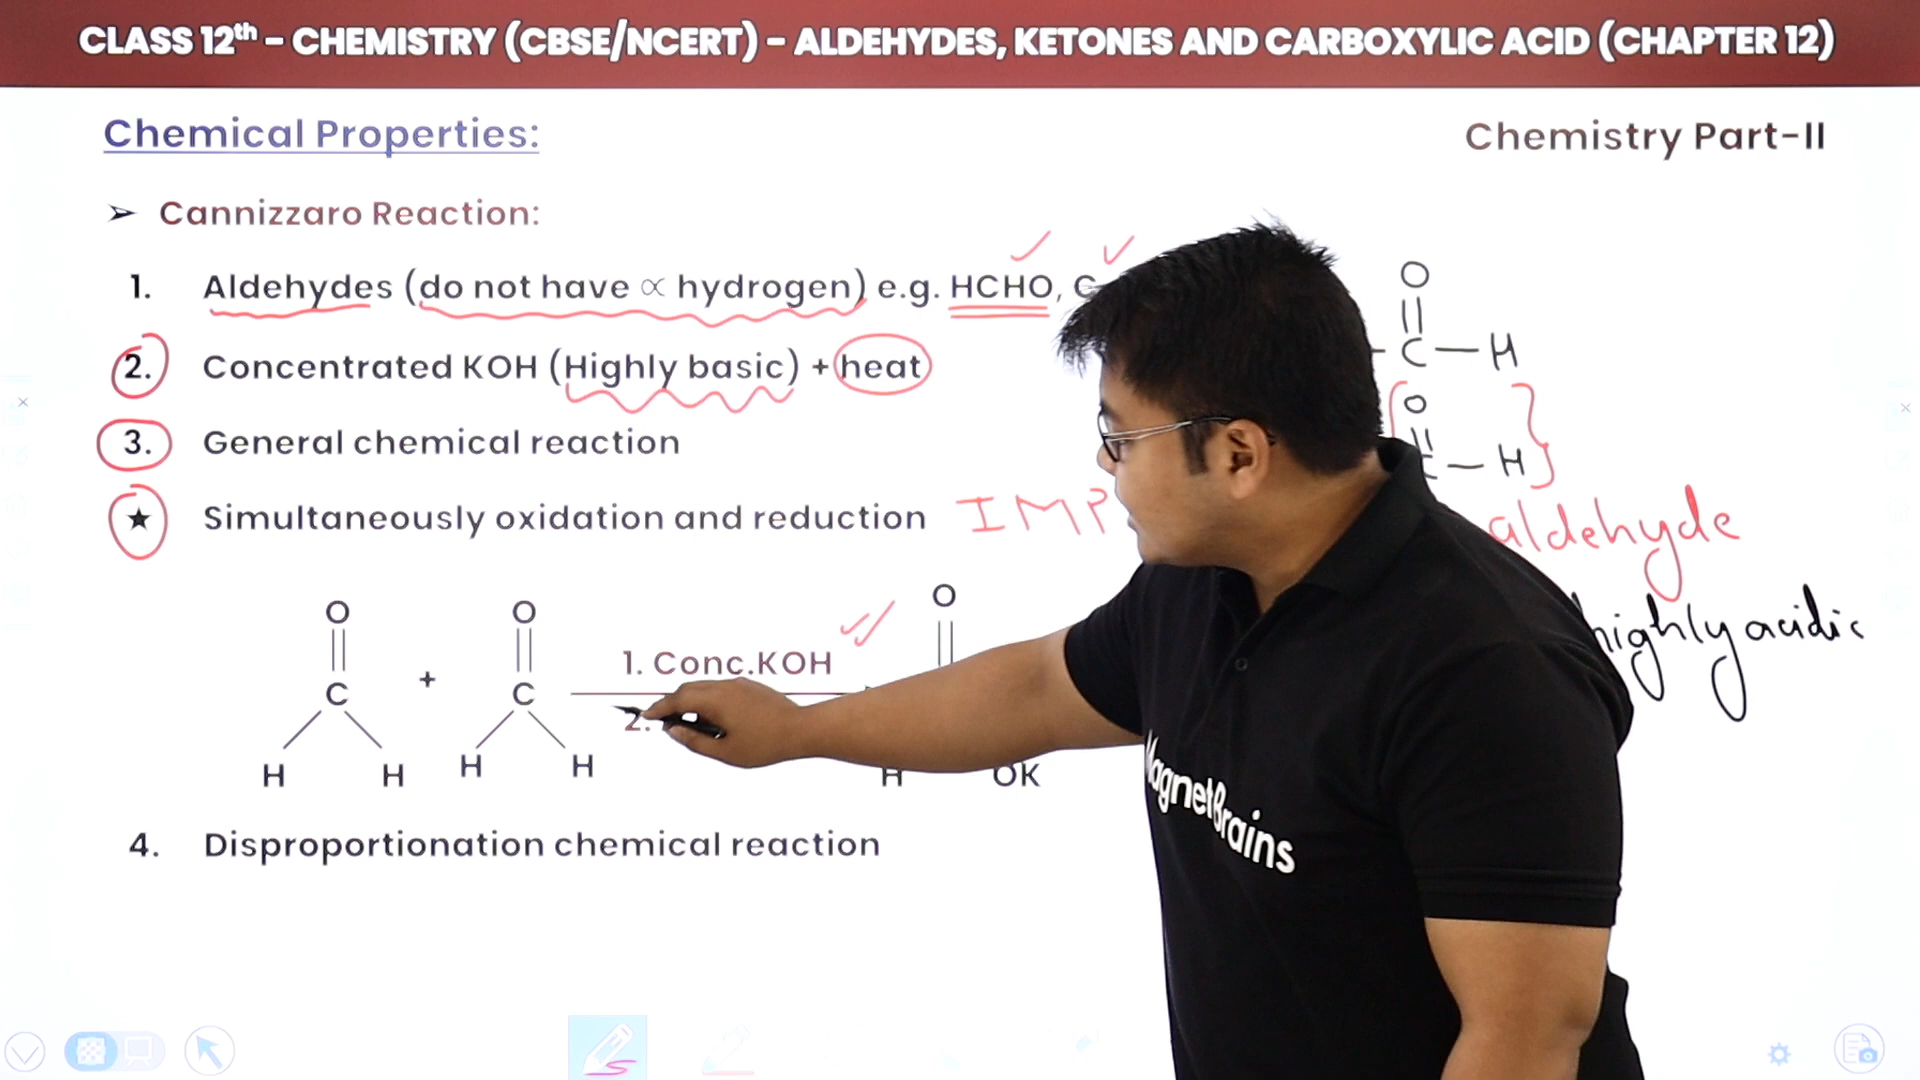 CLASS 12th – CHEMISTRY (CBSE/NCERT) – ALDEHYDES, KETONES AND CARBOXYLIC ACID (CHAPTER 12)
Chemical Properties:
Chemistry Part-II
➢ Cannizzaro Reaction:
1. Aldehydes (do not have ∝ hydrogen) e.g. HCHO, C
O
C — H
2. Concentrated KOH (Highly basic) + heat
O
C — H
3. General chemical reaction
★ Simultaneously oxidation and reduction IMP
aldehyde
highly acidic
O O O
1. Conc.KOH
C + C
2.
H H H H H OK
4. Disproportionation chemical reaction
MagnetBrains